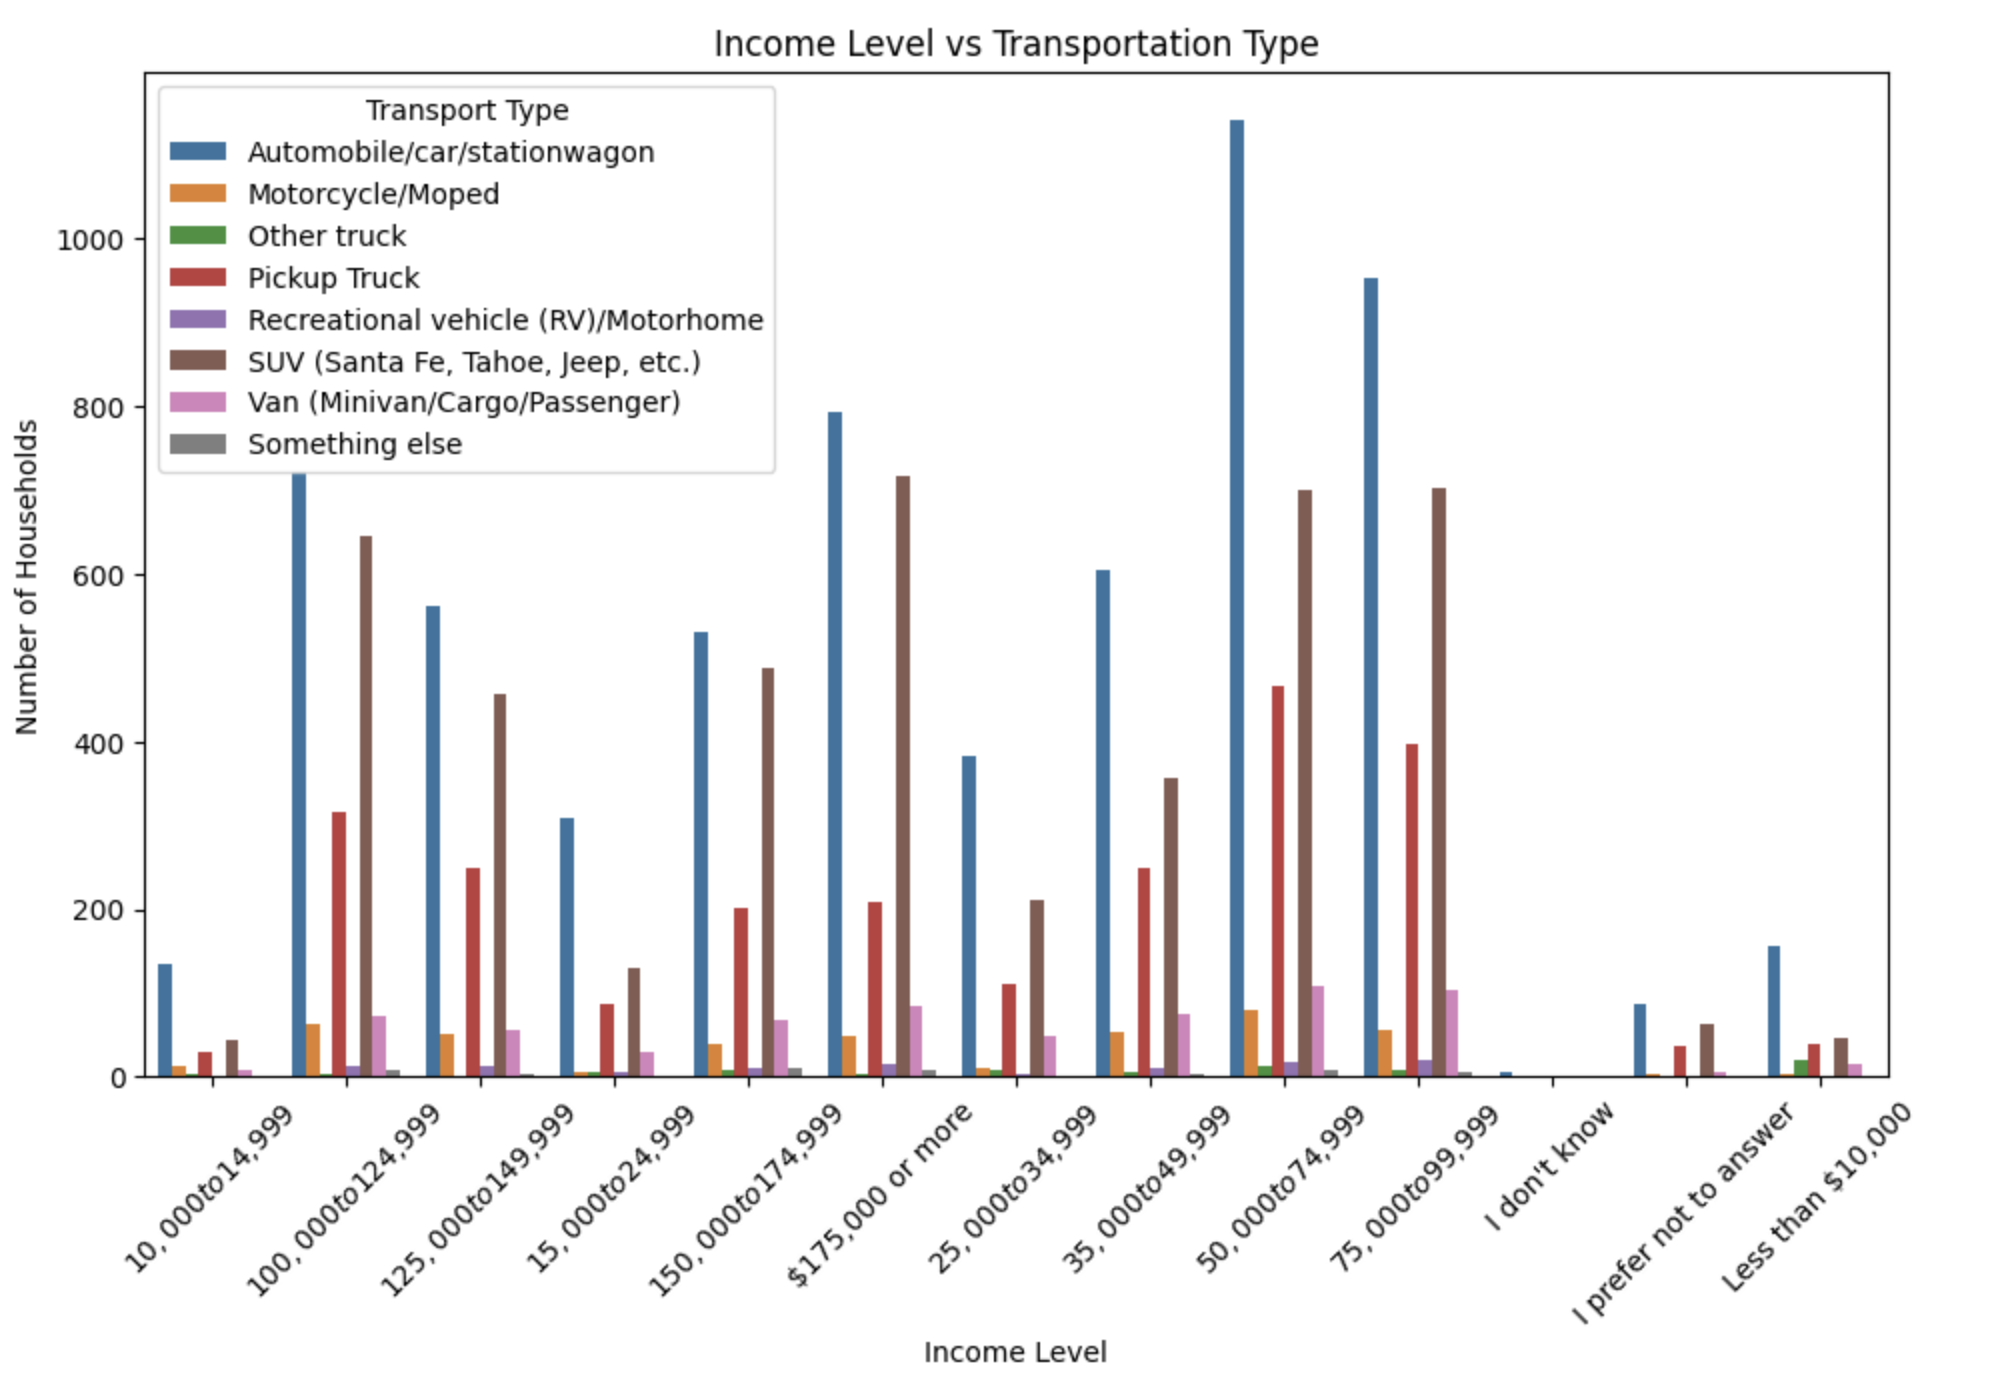 Income Level vs Transportation Type
Transport Type
Automobile/car/stationwagon
Motorcycle/Moped
Other truck
Pickup Truck
Recreational vehicle (RV)/Motorhome
SUV (Santa Fe, Tahoe, Jeep, etc.)
Van (Minivan/Cargo/Passenger)
Something else
Number of Households
1000
800
600
400
200
0
10, 000to14,999
100, 000to124,999
125, 000to149,999
15, 000to24,999
150, 000to174,999
$175,000 or more
25, 000to34,999
35, 000to49,999
50, 000to74,999
75, 000to99,999
I don't know
I prefer not to answer
Less than $10,000
Income Level